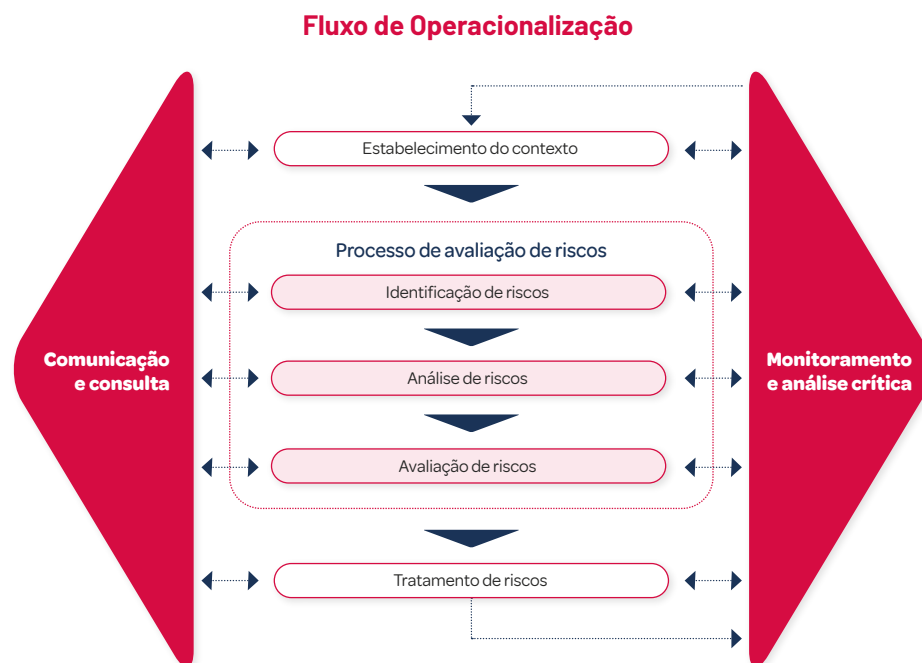 Fluxo de Operacionalização
Estabelecimento do contexto
Processo de avaliação de riscos
Identificação de riscos
Comunicação
e consulta
Análise de riscos
Monitoramento
e análise crítica
Avaliação de riscos
Tratamento de riscos